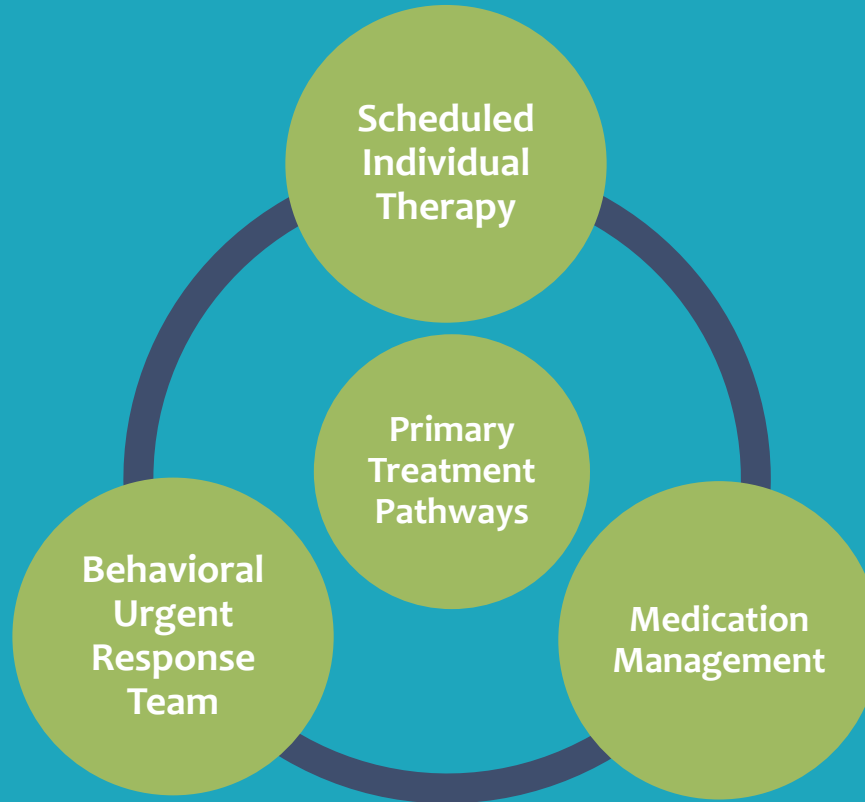 Scheduled
Individual
Therapy
Primary
Treatment
Pathways
Behavioral
Urgent
Response
Team
Medication
Management